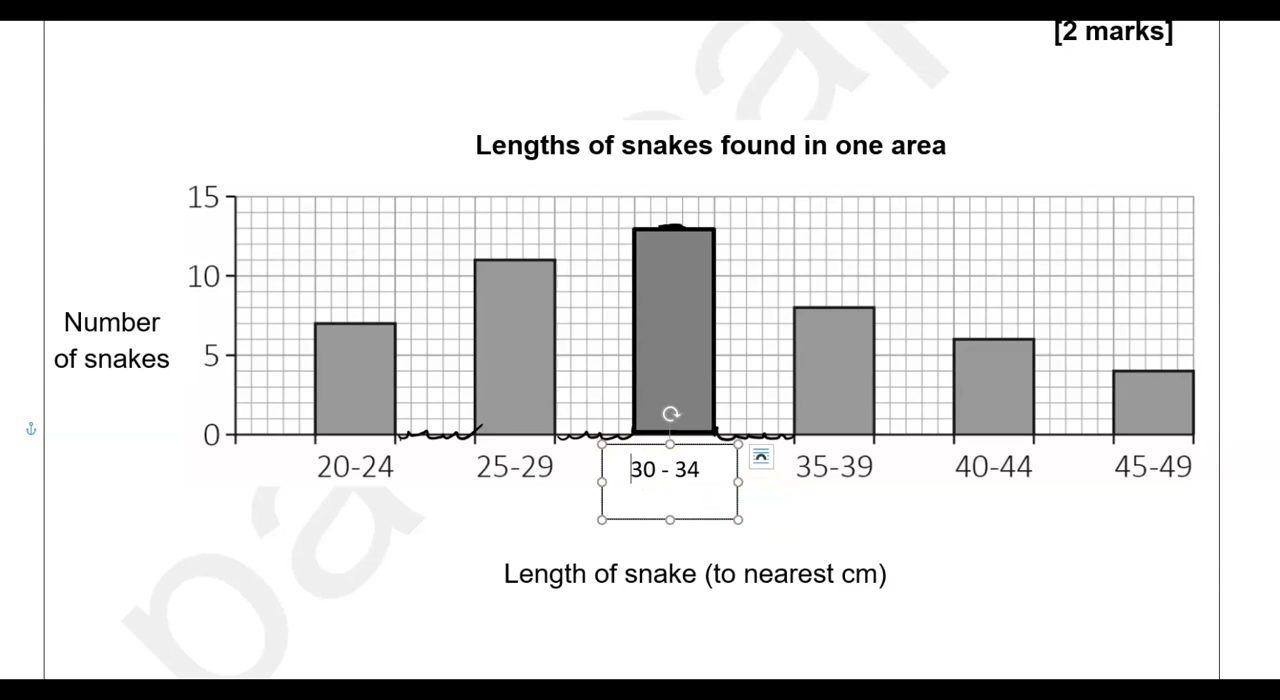 [2 marks]
Lengths of snakes found in one area
15
10
5
0
Number
of snakes
20-24 25-29 30 - 34 35-39 40-44 45-49
Length of snake (to nearest cm)